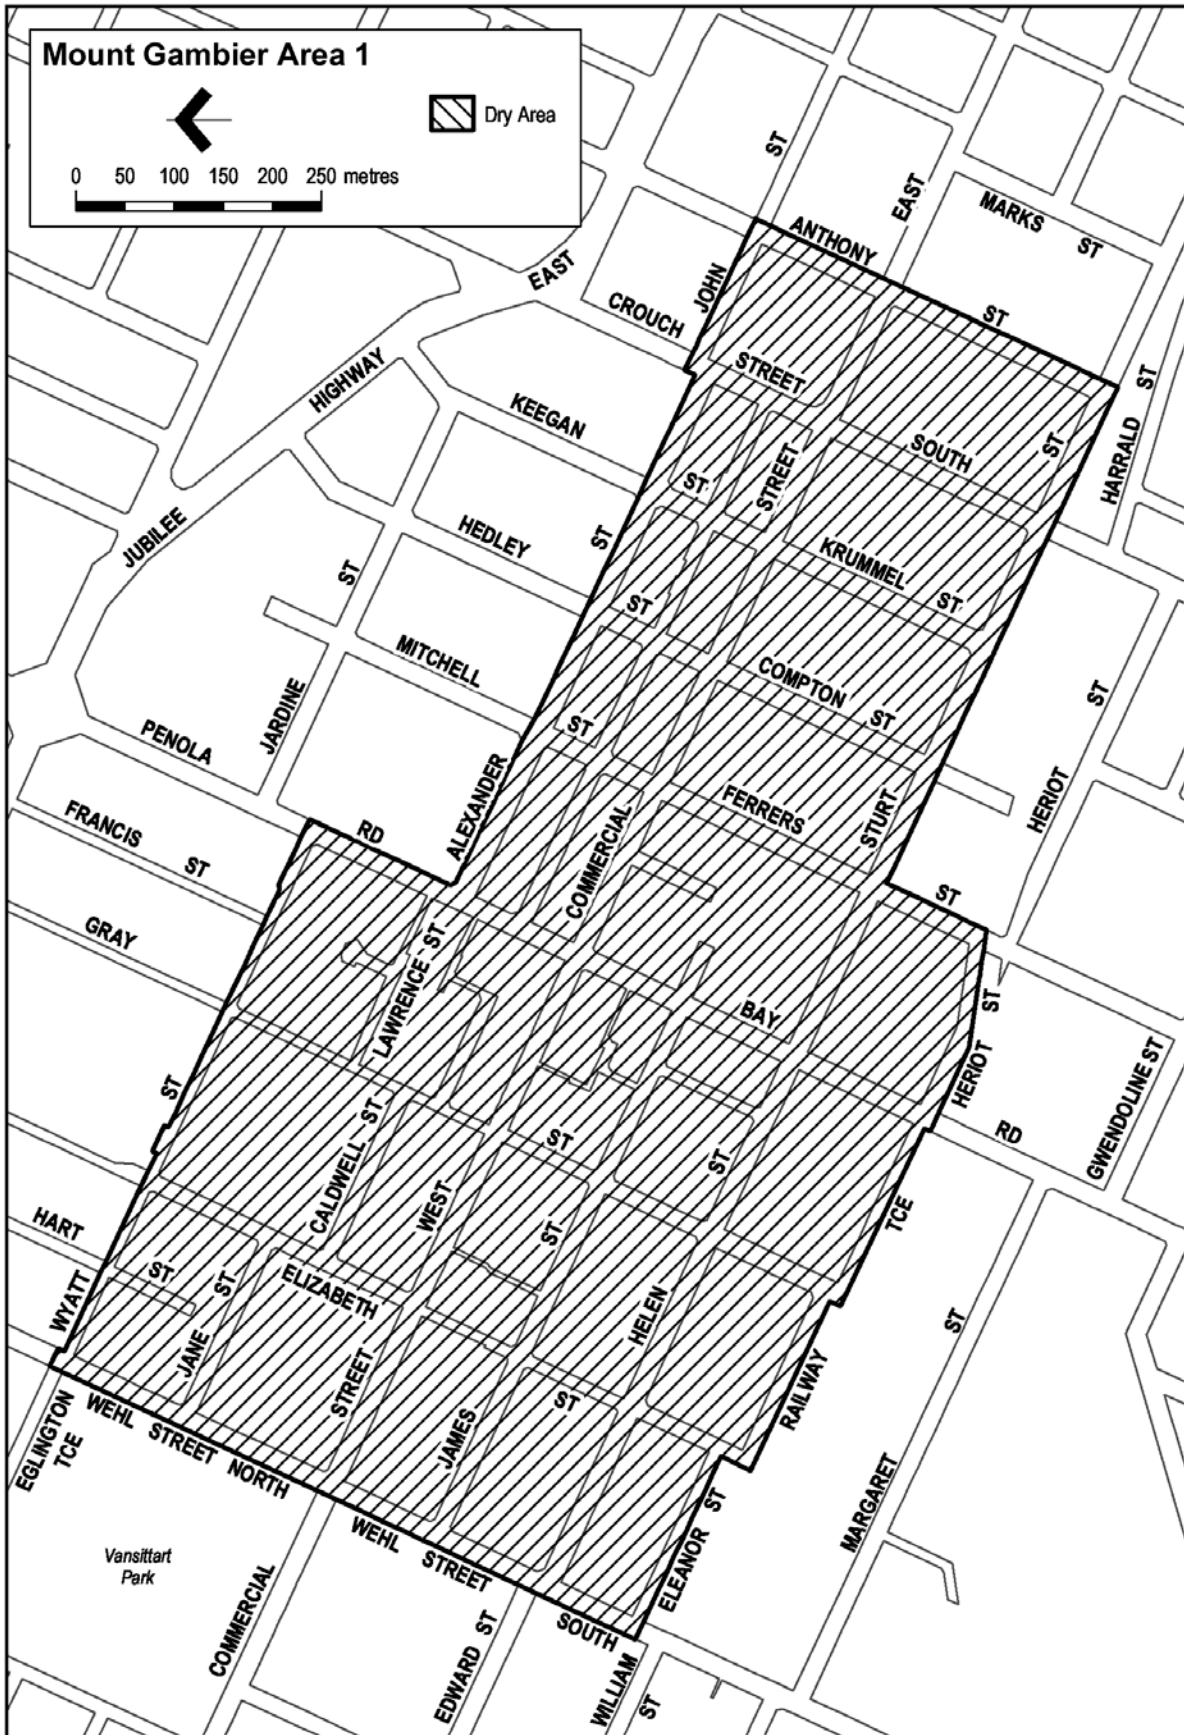 Mount Gambier Area 1
Dry Area
0 50 100 150 200 250 metres
ST
EAST
MARKS
ST
ANTHONY
ST
EAST
JOHN
CROUCH
STREET
HIGHWAY
KEEGAN
ST
HARRALD
SOUTH
ST
STREET
ST
JUBILEE
HEDLEY
ST
KRUMMEL
ST
ST
ST
MITCHELL
COMPTON
ST
ST
JARDINE
PENOLA
ST
ALEXANDER
FERRERS
STURT
HERIOT
FRANCIS
ST
RD
COMMERCIAL
ST
GRAY
ST
LAWRENCE
BAY
ST
HERIOT
ST
ST
CALDWELL
ST
ST
RD
GWENDOLINE ST
HART
ST
WYATT
ST
JANE
WEST
ELIZABETH
ST
HELEN
TCE
ST
STREET
JAMES
ST
RAILWAY
EGLINGTON
TCE
WEHL
STREET
NORTH
WEHL
STREET
SOUTH
ELEANOR
ST
MARGARET
Vansittart
Park
COMMERCIAL
EDWARD
ST
WILLIAM
ST